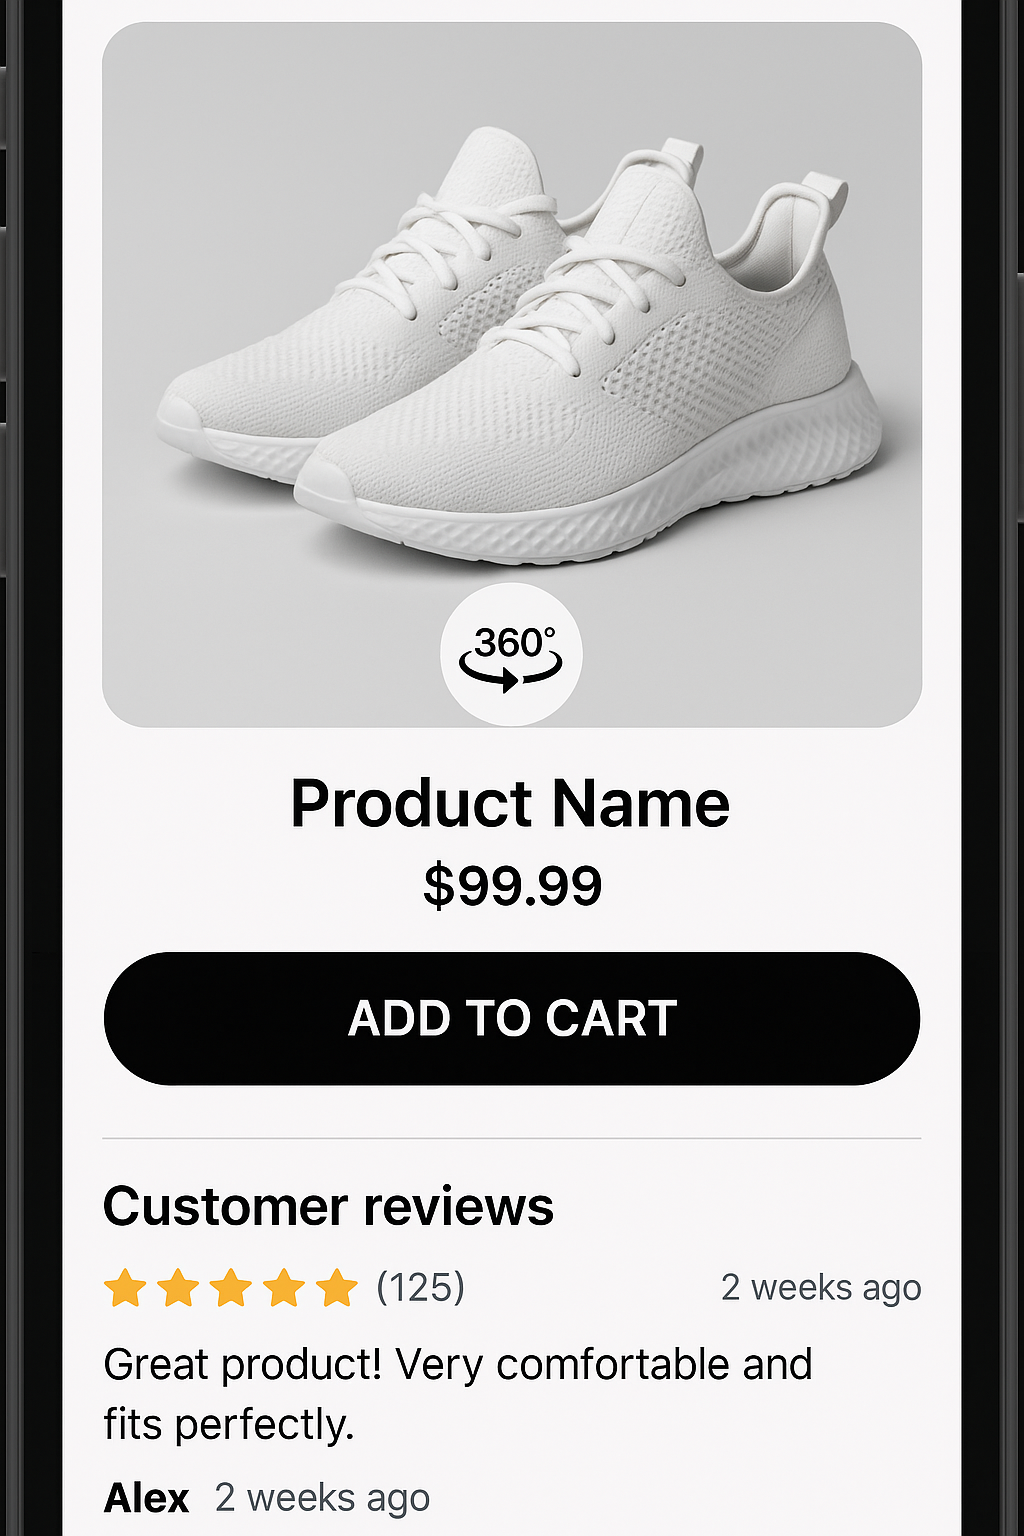 360°
Product Name
$99.99
ADD TO CART
Customer reviews
(125) 2 weeks ago
Great product! Very comfortable and
fits perfectly.
Alex 2 weeks ago